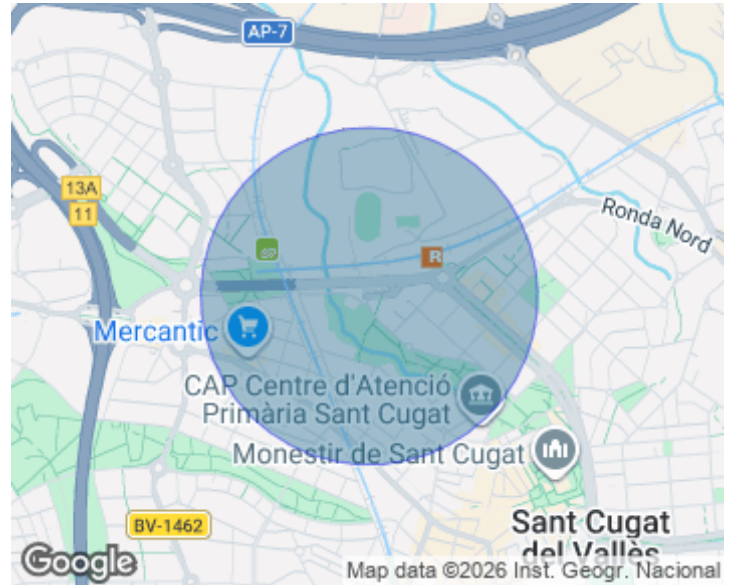 AP-7
13A
11
Ronda Nord
R
Mercantic
CAP Centre d'Atenció
Primària Sant Cugat
Monestir de Sant Cugat
BV-1462
Sant Cugat
del Vallès
Google
Map data ©2026 Inst. Geogr. Nacional